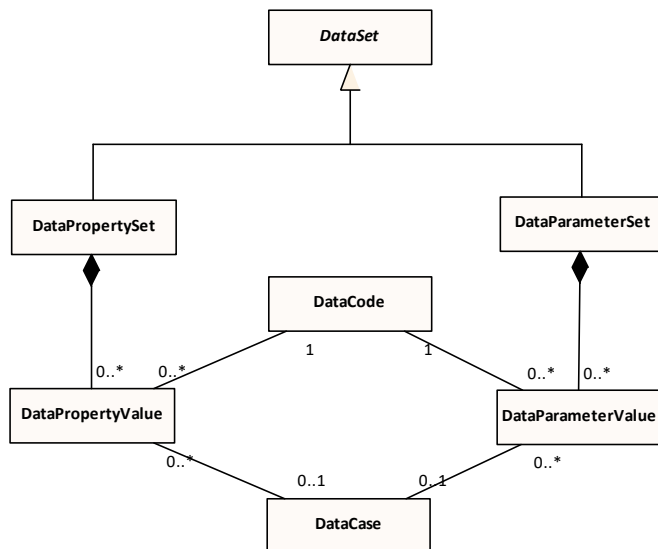 DataSet
DataPropertySet
DataParameterSet
DataCode
1
1
0..*
0..*
0..*
0..*
DataPropertyValue
DataParameterValue
0..*
0..1
0..1
0..*
DataCase